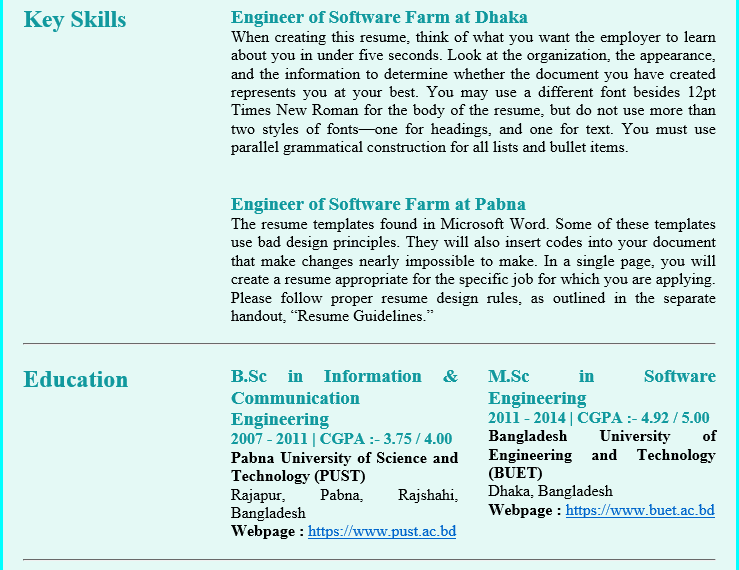 Key Skills
Engineer of Software Farm at Dhaka
When creating this resume, think of what you want the employer to learn
about you in under five seconds. Look at the organization, the appearance,
and the information to determine whether the document you have created
represents you at your best. You may use a different font besides 12pt
Times New Roman for the body of the resume, but do not use more than
two styles of fonts—one for headings, and one for text. You must use
parallel grammatical construction for all lists and bullet items.
Engineer of Software Farm at Pabna
The resume templates found in Microsoft Word. Some of these templates
use bad design principles. They will also insert codes into your document
that make changes nearly impossible to make. In a single page, you will
create a resume appropriate for the specific job for which you are applying.
Please follow proper resume design rules, as outlined in the separate
handout, “Resume Guidelines.”
Education
B.Sc in Information &
Communication
Engineering
2007 - 2011 | CGPA :- 3.75 / 4.00
Pabna University of Science and
Technology (PUST)
Rajapur, Pabna, Rajshahi,
Bangladesh
Webpage : https://www.pust.ac.bd
M.Sc in Software
Engineering
2011 - 2014 | CGPA :- 4.92 / 5.00
Bangladesh University of
Engineering and Technology
(BUET)
Dhaka, Bangladesh
Webpage : https://www.buet.ac.bd